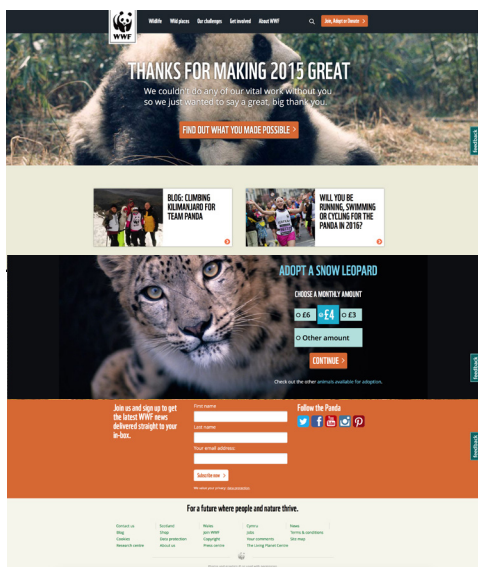 WWF
Wildlife Wild places Our challenges Get involved About WWF Join, Adopt or Donate >
THANKS FOR MAKING 2015 GREAT
We couldn't do any of our vital work without you
so we just wanted to say a great, big thank you.
FIND OUT WHAT YOU MADE POSSIBLE >
feedback
BLOG: CLIMBING
KILIMANJARO FOR
TEAM PANDA
WILL YOU BE
RUNNING, SWIMMING
OR CYCLING FOR THE
PANDA IN 2016?
ADOPT A SNOW LEOPARD
CHOOSE A MONTHLY AMOUNT
£6 £4 £3
Other amount
CONTINUE >
Check out the other animals available for adoption.
feedback
Join us and sign up to get
the latest WWF news
delivered straight to your
in-box.
First name
Last name
Your email address
Subscribe now >
We value your privacy: data protection
Follow the Panda
feedback
For a future where people and nature thrive.
Contact us Scotland Wales Cymru News
Blog Shop Join WWF Jobs Terms & conditions
Cookies Data protection Copyright Your comments Site map
Research centre About us Press centre The Living Planet Centre